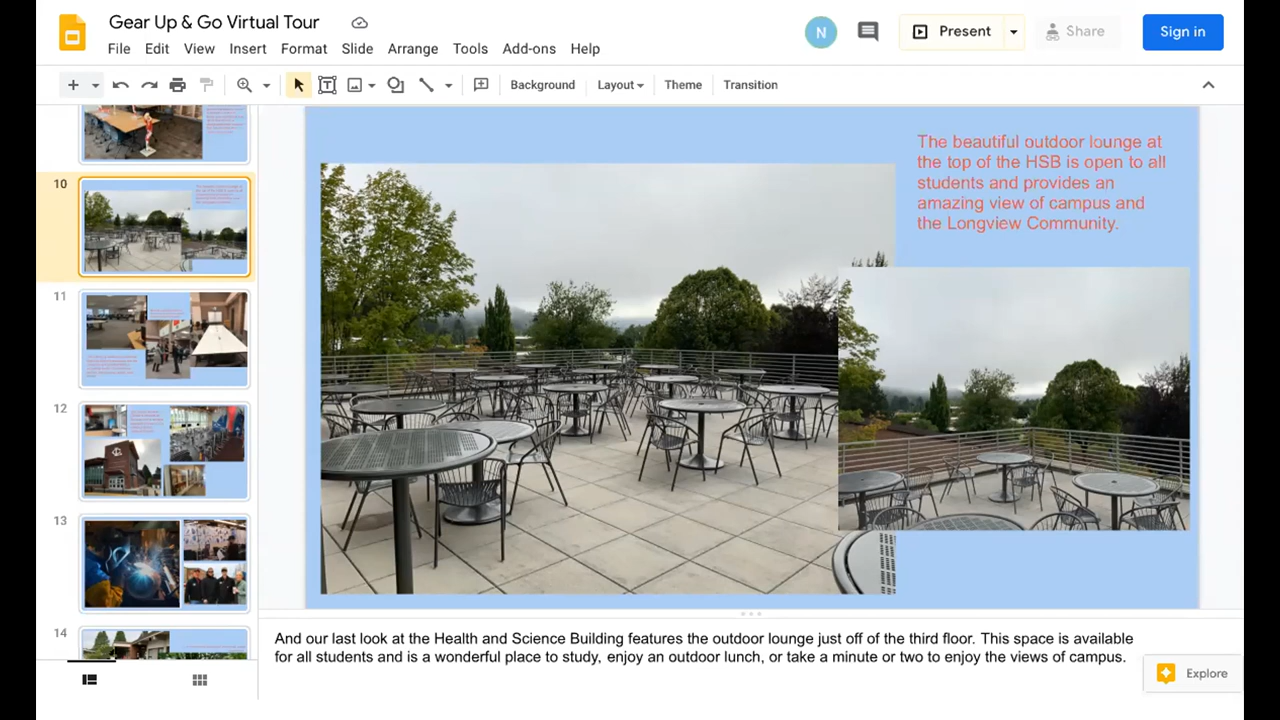 Gear Up & Go Virtual Tour
File Edit View Insert Format Slide Arrange Tools Add-ons Help
N
Present
Share
Sign in
Background Layout Theme Transition
The beautiful outdoor lounge at
the top of the HSB is open to all
students and provides an
amazing view of campus and
the Longview Community.
10
11
12
13
14
And our last look at the Health and Science Building features the outdoor lounge just off of the third floor. This space is available
for all students and is a wonderful place to study, enjoy an outdoor lunch, or take a minute or two to enjoy the views of campus.
Explore